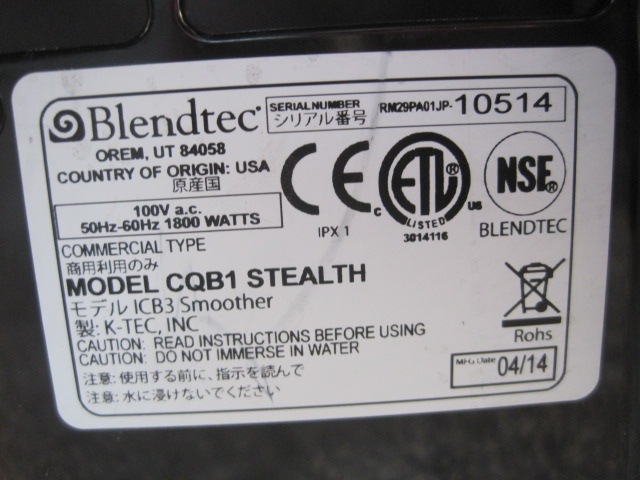 Blendtec
OREM, UT 84058
COUNTRY OF ORIGIN: USA
原産国
SERIAL NUMBER
シリアル番号
RM29PA01JP-10514
100V a.c.
50Hz-60Hz 1800 WATTS
CE
IPX 1
C ETL US
LISTED
3014116
NSE
BLENDTEC
COMMERCIAL TYPE
商用利用のみ
MODEL CQB1 STEALTH
モデル ICB3 Smoother
製: K-TEC, INC
CAUTION: READ INSTRUCTIONS BEFORE USING
CAUTION: DO NOT IMMERSE IN WATER
注意: 使用する前に、指示を読んで
注意: 水に浸けないでください
Rohs
MFG Date 04/14